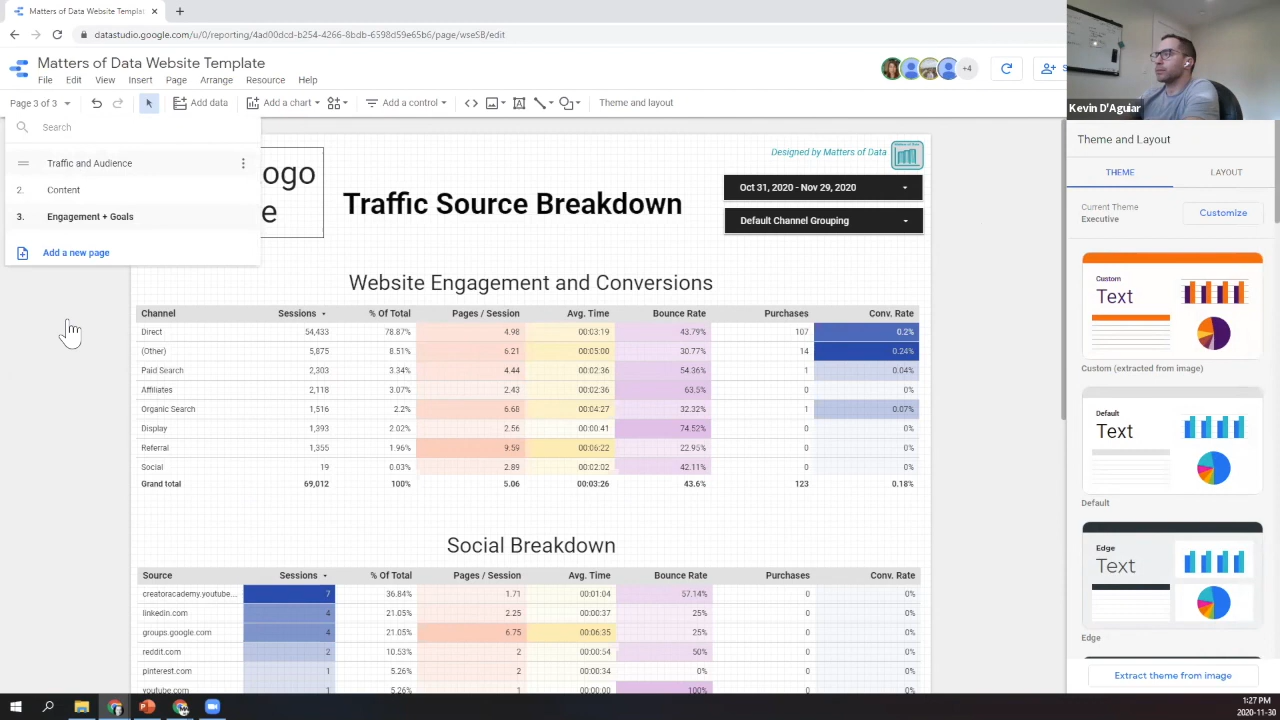 Matters of Data Website Templat
datastudio.google.com/u/0/reporting/4ad00dcd-b254-4266-8bdb-6598d59e65b6/page/wseSB/edit
Matters of Data Website Template
File Edit View Insert Page Arrange Resource Help
+4
Page 3 of 3 Add data Add a chart Add a control Theme and layout
Kevin D'Aguiar
Search
Traffic and Audience
2. Content
3. Engagement + Goals
Add a new page
ogo
e
Traffic Source Breakdown
Designed by Matters of Data
Oct 31, 2020 - Nov 29, 2020
Default Channel Grouping
Website Engagement and Conversions
Channel Sessions % Of Total Pages / Session Avg. Time Bounce Rate Purchases Conv. Rate
Direct 54,433 78.87% 4.98 00:03:19 43.79% 107 0.2%
(Other) 5,875 8.51% 6.21 00:05:00 30.77% 14 0.24%
Paid Search 2,303 3.34% 4.44 00:02:36 54.36% 1 0.04%
Affiliates 2,118 3.07% 2.43 00:02:36 63.5% 0 0%
Organic Search 1,516 2.2% 6.68 00:04:27 32.32% 1 0.07%
Display 1,393 2.02% 2.56 00:00:41 74.52% 0 0%
Referral 1,355 1.96% 9.59 00:06:22 22.95% 0 0%
Social 19 0.03% 2.89 00:02:02 42.11% 0 0%
Grand total 69,012 100% 5.06 00:03:26 43.6% 123 0.18%
Social Breakdown
Source Sessions % Of Total Pages / Session Avg. Time Bounce Rate Purchases Conv. Rate
creatoracademy.youtube... 7 36.84% 1.71 00:01:04 57.14% 0 0%
linkedin.com 4 21.05% 2.25 00:00:37 25% 0 0%
groups.google.com 4 21.05% 6.75 00:06:35 25% 0 0%
reddit.com 2 10.53% 2 00:00:54 50% 0 0%
pinterest.com 1 5.26% 2 00:00:34 0% 0 0%
youtube.com 1 5.26% 1 00:00:00 100% 0 0%
Theme and Layout
THEME LAYOUT
Current Theme
Executive
Customize
Custom
Text
Custom (extracted from image)
Default
Text
Default
Edge
Text
Edge
Extract theme from image
1:27 PM
2020-11-30